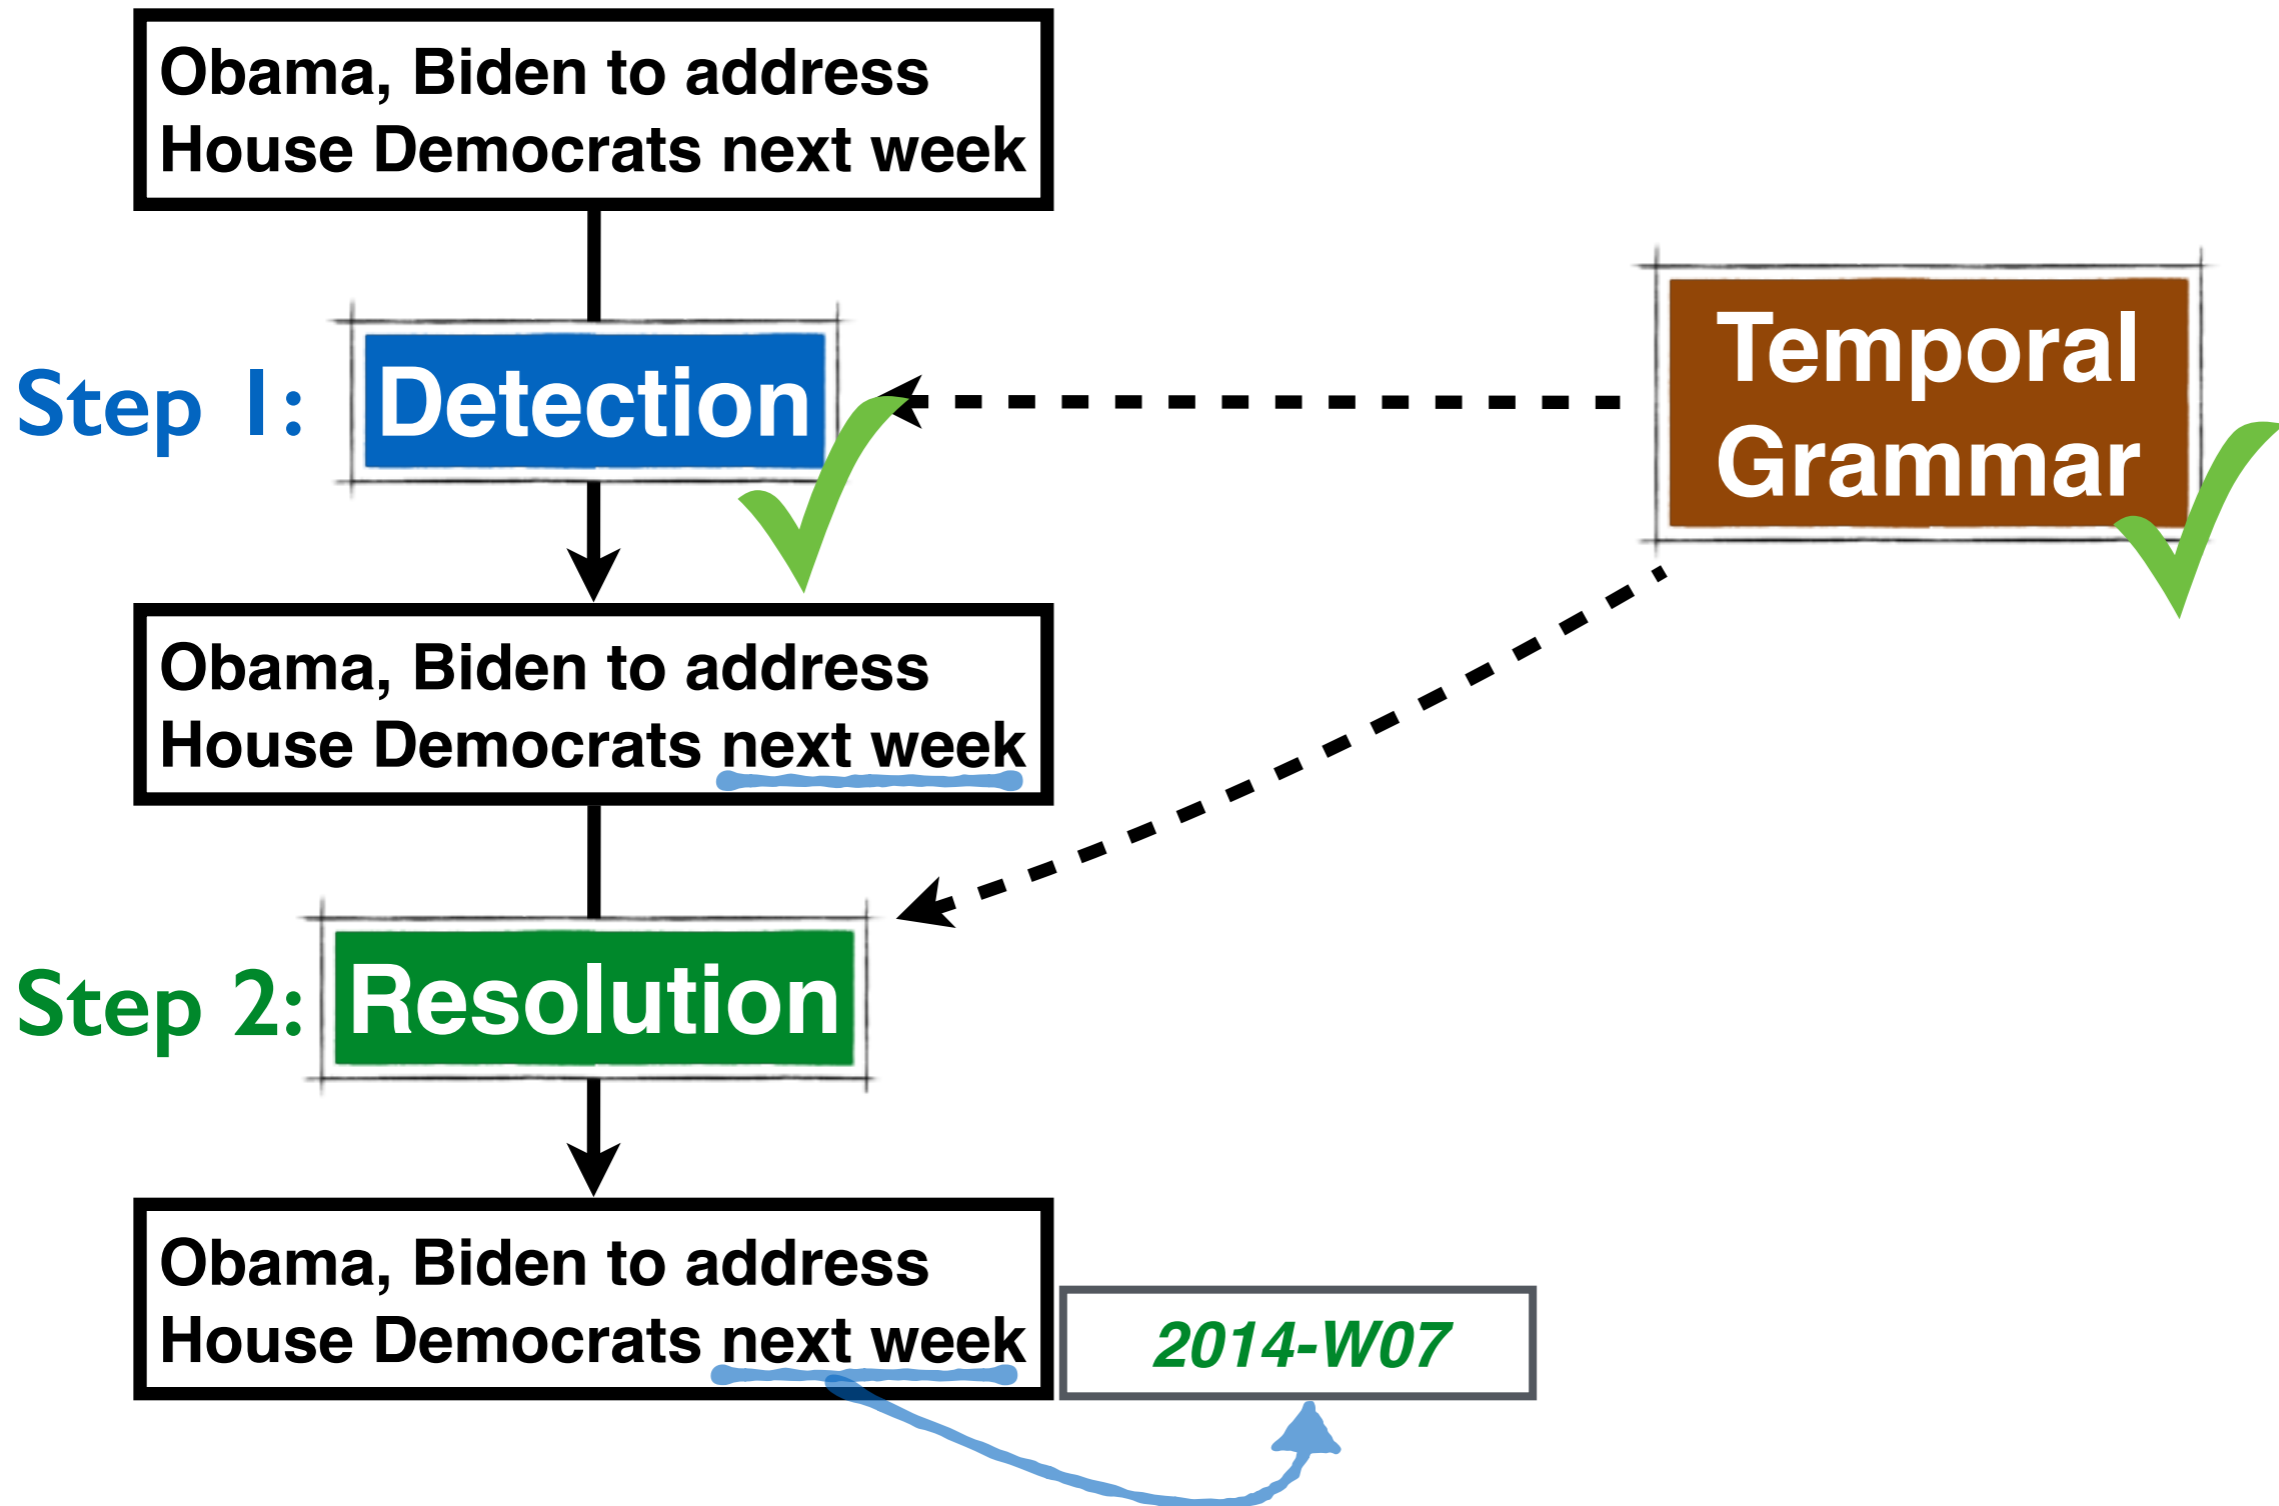 Obama, Biden to address
House Democrats next week
Step 1: Detection
Temporal
Grammar
Obama, Biden to address
House Democrats next week
Step 2: Resolution
Obama, Biden to address
House Democrats next week
2014-W07